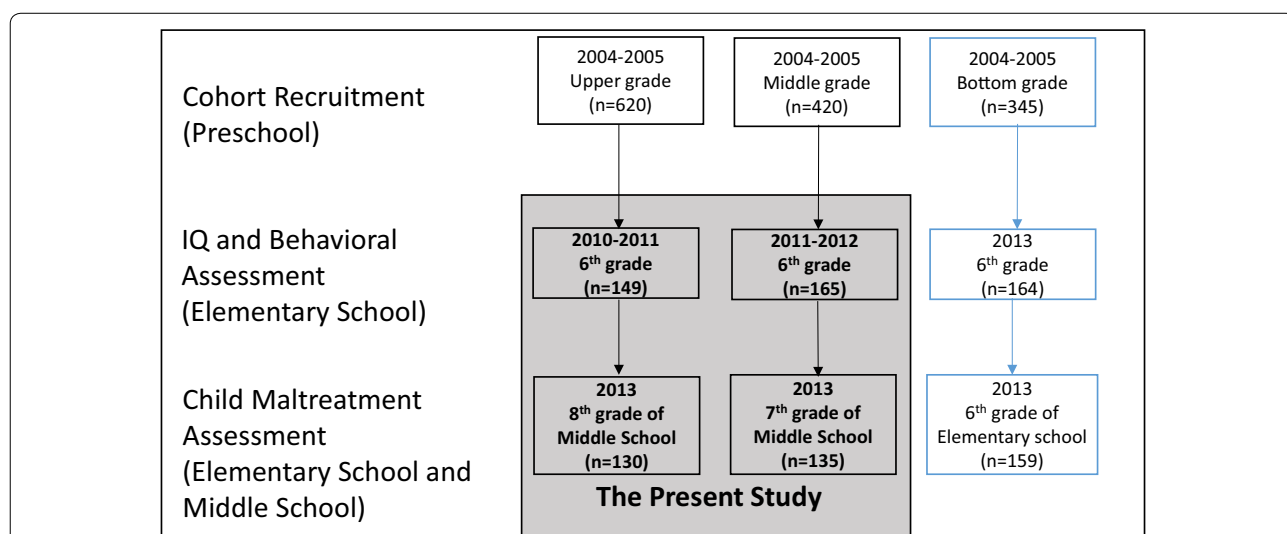 Cohort Recruitment
(Preschool)
2004-2005
Upper grade
(n=620)
2004-2005
Middle grade
(n=420)
2004-2005
Bottom grade
(n=345)
IQ and Behavioral
Assessment
(Elementary School)
2010-2011
6th grade
(n=149)
2011-2012
6th grade
(n=165)
2013
6th grade
(n=164)
Child Maltreatment
Assessment
(Elementary School and
Middle School)
2013
8th grade of
Middle School
(n=130)
2013
7th grade of
Middle School
(n=135)
2013
6th grade of
Elementary school
(n=159)
The Present Study